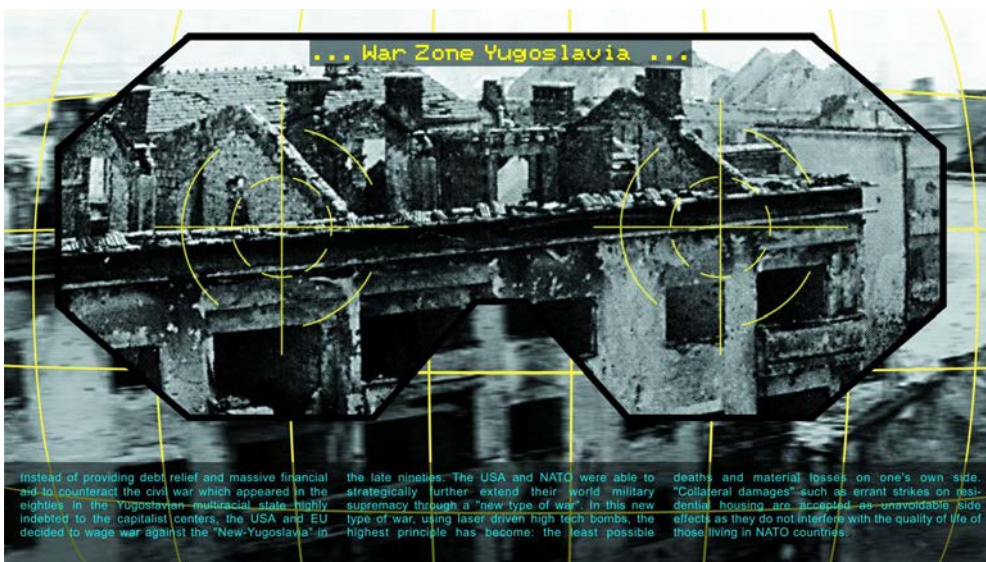 ... War Zone Yugoslavia ...
Instead of providing debt relief and massive financial
aid to counteract the civil war which appeared in the
eighties in the Yugoslavian multiracial state highly
indebted to the capitalist centers, the USA and EU
decided to wage war against the "New-Yugoslavia" in
the late nineties. The USA and NATO were able to
strategically further extend their world military
supremacy through a "new type of war". In this new
type of war, using laser driven high tech bombs, the
highest principle has become: the least possible
deaths and material losses on one's own side.
"Collateral damages" such as errant strikes on resi-
dential housing are accepted as unavoidable side
effects as they do not interfere with the quality of life of
those living in NATO countries.